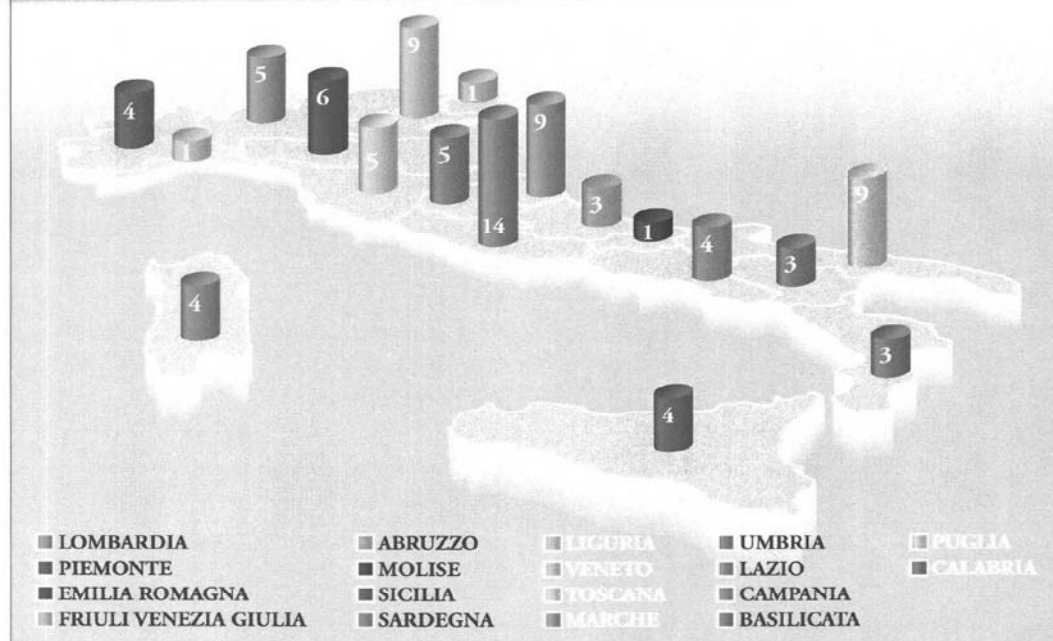 9
5
1
4
6
9
1
5
5
14
3
1
4
9
3
4
3
4
LOMBARDIA
PIEMONTE
EMILIA ROMAGNA
FRIULI VENEZIA GIULIA
ABRUZZO
MOLISE
SICILIA
SARDEGNA
LIGURIA
VENETO
TOSCANA
MARCHE
UMBRIA
LAZIO
CAMPANIA
BASILICATA
PUGLIA
CALABRIA